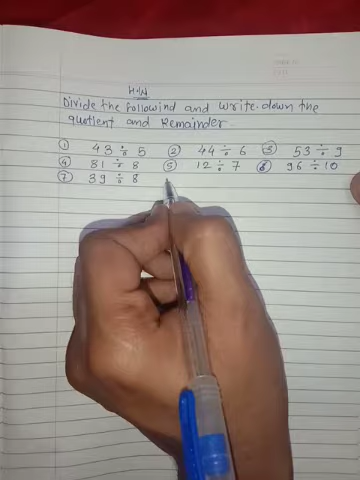 H.W
Divide the followind and write down the
quotient and Remainder.
① 43 ÷ 5 ② 44 ÷ 6 ③ 53 ÷ 9
④ 31 ÷ 8 ⑤ 12 ÷ 7 ⑥ 96 ÷ 10
⑦ 39 ÷ 8